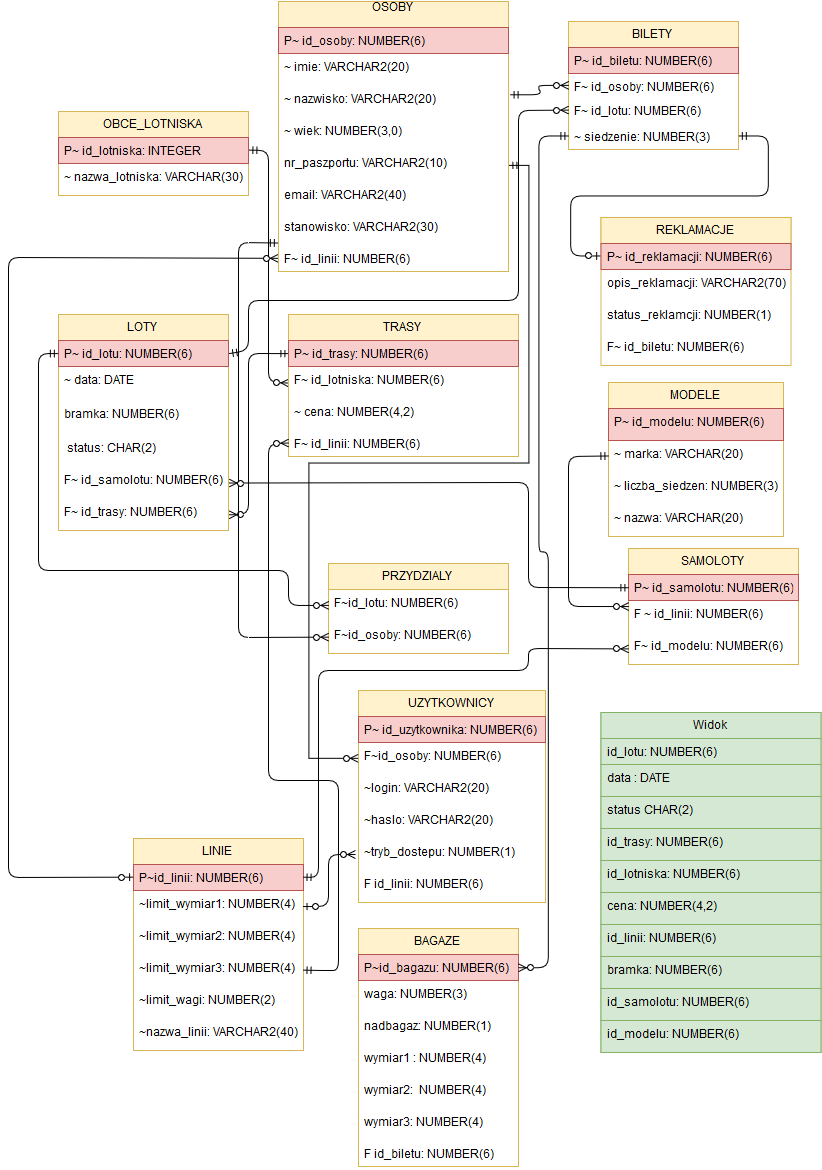 OSOBY
P~ id_osoby: NUMBER(6)
~ imie: VARCHAR2(20)
~ nazwisko: VARCHAR2(20)
~ wiek: NUMBER(3,0)
nr_paszportu: VARCHAR2(10)
email: VARCHAR2(40)
stanowisko: VARCHAR2(30)
F~ id_linii: NUMBER(6)
BILETY
P~ id_biletu: NUMBER(6)
F~ id_osoby: NUMBER(6)
F~ id_lotu: NUMBER(6)
~ siedzenie: NUMBER(3)
OBCE_LOTNISKA
P~ id_lotniska: INTEGER
~ nazwa_lotniska: VARCHAR(30)
REKLAMACJE
P~ id_reklamacji: NUMBER(6)
opis_reklamacji: VARCHAR2(70)
status_reklamcji: NUMBER(1)
F~ id_biletu: NUMBER(6)
LOTY
P~ id_lotu: NUMBER(6)
~ data: DATE
bramka: NUMBER(6)
status: CHAR(2)
F~ id_samolotu: NUMBER(6)
F~ id_trasy: NUMBER(6)
TRASY
P~ id_trasy: NUMBER(6)
F~ id_lotniska: NUMBER(6)
~ cena: NUMBER(4,2)
F~ id_linii: NUMBER(6)
MODELE
P~ id_modelu: NUMBER(6)
~ marka: VARCHAR(20)
~ liczba_siedzen: NUMBER(3)
~ nazwa: VARCHAR(20)
SAMOLOTY
P~ id_samolotu: NUMBER(6)
F ~ id_linii: NUMBER(6)
F~ id_modelu: NUMBER(6)
PRZYDZIALY
F~id_lotu: NUMBER(6)
F~id_osoby: NUMBER(6)
UZYTKOWNICY
P~ id_uzytkownika: NUMBER(6)
F~id_osoby: NUMBER(6)
~login: VARCHAR2(20)
~haslo: VARCHAR2(20)
~tryb_dostepu: NUMBER(1)
F id_linii: NUMBER(6)
Widok
id_lotu: NUMBER(6)
data : DATE
status CHAR(2)
id_trasy: NUMBER(6)
id_lotniska: NUMBER(6)
cena: NUMBER(4,2)
id_linii: NUMBER(6)
bramka: NUMBER(6)
id_samolotu: NUMBER(6)
id_modelu: NUMBER(6)
LINIE
P~id_linii: NUMBER(6)
~limit_wymiar1: NUMBER(4)
~limit_wymiar2: NUMBER(4)
~limit_wymiar3: NUMBER(4)
~limit_wagi: NUMBER(2)
~nazwa_linii: VARCHAR2(40)
BAGAZE
P~id_bagazu: NUMBER(6)
waga: NUMBER(3)
nadbagaz: NUMBER(1)
wymiar1 : NUMBER(4)
wymiar2: NUMBER(4)
wymiar3: NUMBER(4)
F id_biletu: NUMBER(6)